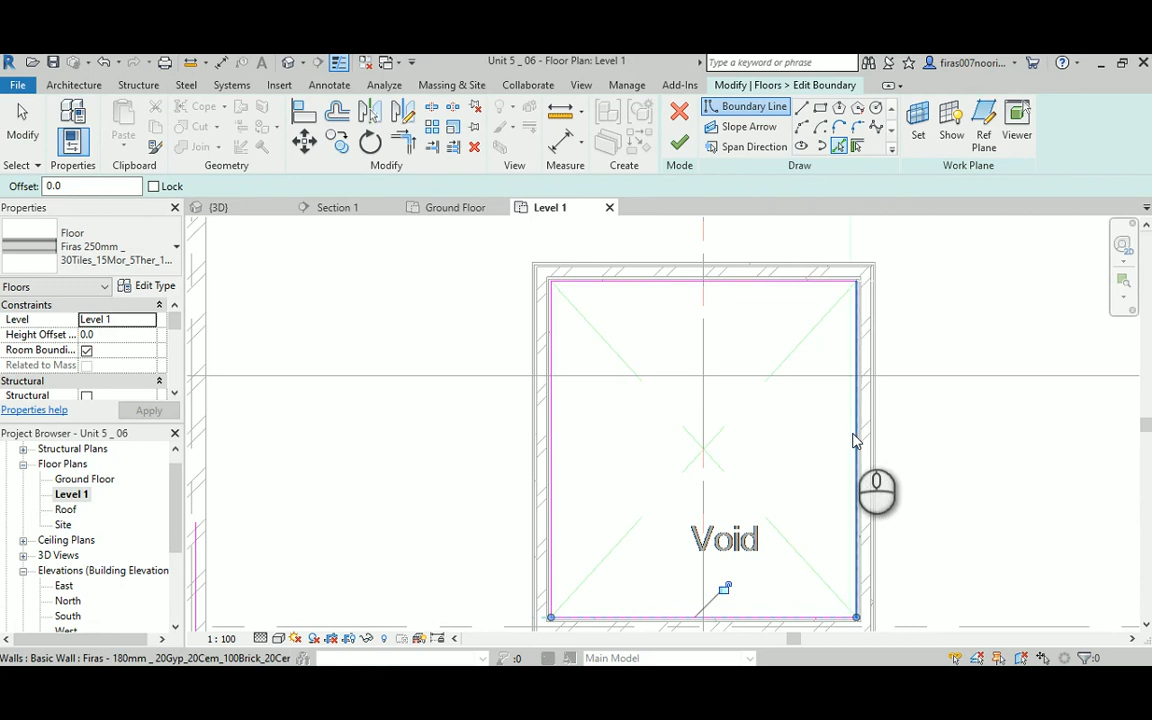 Unit 5 _ 06 - Floor Plan: Level 1
Type a keyword or phrase
firas007noori...
File
Architecture
Structure
Steel
Systems
Insert
Annotate
Analyze
Massing & Site
Collaborate
View
Manage
Add-Ins
Modify | Floors > Edit Boundary
Modify
Paste
Cope
Cut
Join
Boundary Line
Slope Arrow
Span Direction
Set
Show
Ref
Plane
Viewer
Select
Properties
Clipboard
Geometry
Modify
View
Measure
Create
Mode
Draw
Work Plane
Offset: 0.0
Lock
Properties
{3D}
Section 1
Ground Floor
Level 1
Floor
Firas 250mm _
30Tiles_15Mor_5Ther_1...
Floors
Edit Type
Constraints
Level
Level 1
Height Offset ...
0.0
Room Boundi...
Related to Mass
Structural
Structural
Properties help
Apply
Project Browser - Unit 5 _ 06
Structural Plans
Floor Plans
Ground Floor
Level 1
Roof
Site
Ceiling Plans
3D Views
Elevations (Building Elevation
East
North
South
West
Void
1 : 100
Walls : Basic Wall : Firas - 180mm _ 20Gyp_20Cem_100Brick_20Cer
:0
Main Model
:0